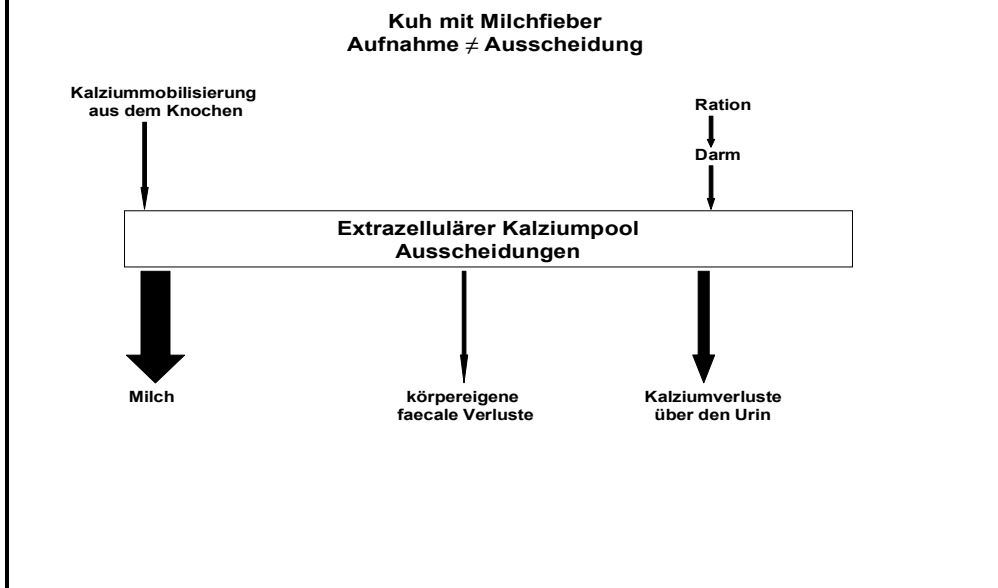 Kuh mit Milchfieber
Aufnahme ≠ Ausscheidung
Kalziummobilisierung
aus dem Knochen
Ration
Darm
Extrazellulärer Kalziumpool
Ausscheidungen
Milch
körpereigene
faecale Verluste
Kalziumverluste
über den Urin